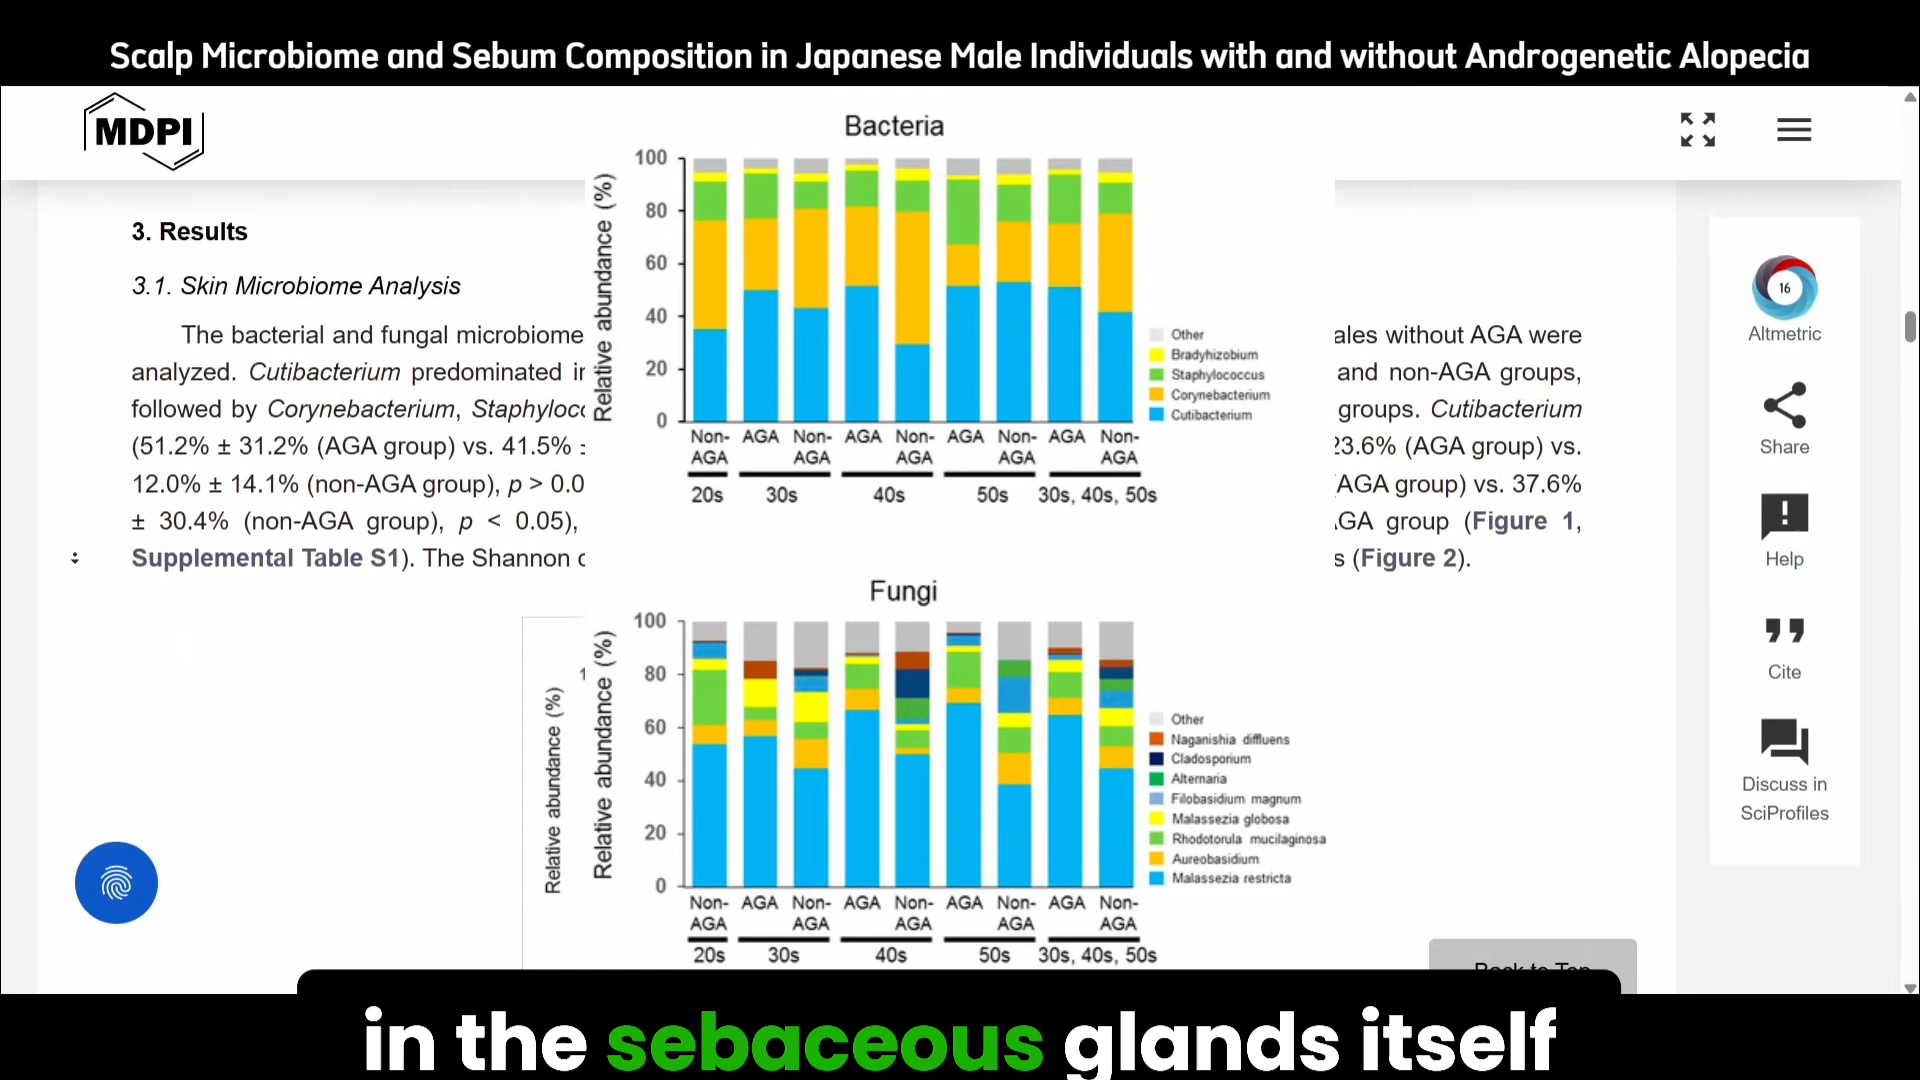 Scalp Microbiome and Sebum Composition in Japanese Male Individuals with and without Androgenetic Alopecia
MDPI
3. Results
3.1. Skin Microbiome Analysis
The bacterial and fungal microbiome
ales without AGA were
analyzed. Cutibacterium predominated
and non-AGA groups,
followed by Corynebacterium,
groups. Cutibacterium
(51.2% ± 31.2% (AGA group) vs. 41.5%
23.6% (AGA group) vs.
12.0% ± 14.1% (non-AGA group), p > 0.0
AGA group) vs. 37.6%
± 30.4% (non-AGA group), p < 0.05),
GA group (Figure 1,
Supplemental Table S1). The Shannon
s (Figure 2).
Bacteria
Relative abundance (%)
100
80
60
40
20
0
Other
Bradyhizobium
Staphylococcus
Corynebacterium
Cutibacterium
Non-AGA AGA Non-AGA AGA Non-AGA AGA Non-AGA AGA Non-AGA
20s 30s 40s 50s 30s, 40s, 50s
Fungi
Relative abundance (%)
Relative abundance (%)
100
80
60
40
20
0
Other
Naganishia diffluens
Cladosporium
Alternaria
Filobasidium magnum
Malassezia globosa
Rhodotorula mucilaginosa
Aureobasidium
Malassezia restricta
Non-AGA AGA Non-AGA AGA Non-AGA AGA Non-AGA AGA Non-AGA
20s 30s 40s 50s 30s, 40s, 50s
16
Altmetric
Share
Help
Cite
Discuss in
SciProfiles
Back to Top
in the sebaceous glands itself